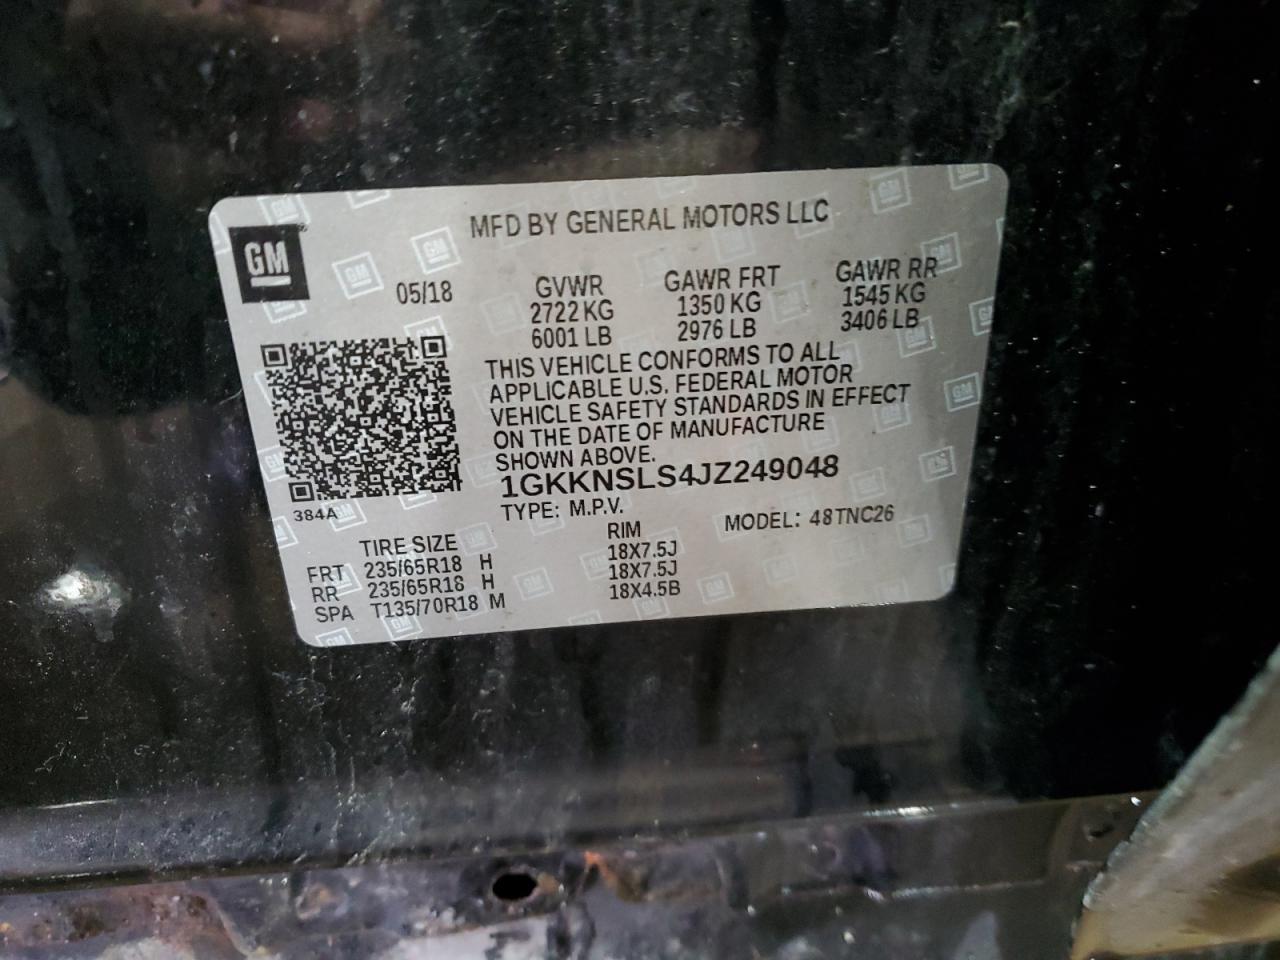 GM
MFD BY GENERAL MOTORS LLC
05/18
GVWR GAWR FRT GAWR RR
2722 KG 1350 KG 1545 KG
6001 LB 2976 LB 3406 LB
THIS VEHICLE CONFORMS TO ALL
APPLICABLE U.S. FEDERAL MOTOR
VEHICLE SAFETY STANDARDS IN EFFECT
ON THE DATE OF MANUFACTURE
SHOWN ABOVE.
1GKKNSLS4JZ249048
384A
TYPE: M.P.V. MODEL: 48TNC26
TIRE SIZE RIM
FRT 235/65R18 H 18X7.5J
RR 235/65R18 H 18X7.5J
SPA T135/70R18 M 18X4.5B